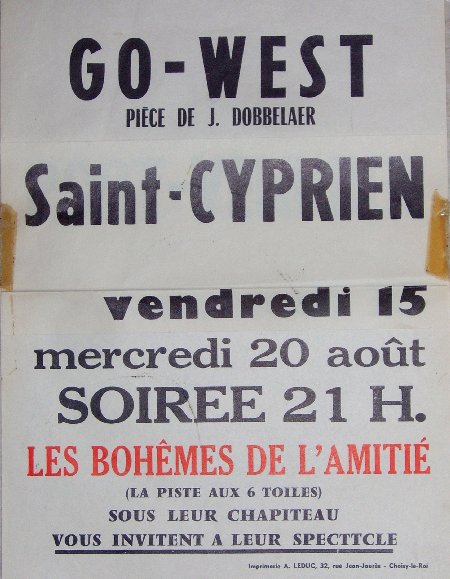 GO-WEST
PIÈCE DE J. DOBBELAER
Saint-CYPRIEN
vendredi 15
mercredi 20 août
SOIREE 21 H.
LES BOHÊMES DE L'AMITIÉ
(LA PISTE AUX 6 TOILES)
SOUS LEUR CHAPITEAU
VOUS INVITENT A LEUR SPECTTCLE
Imprimerie A. LEDUC, 32, rue Jean-Jaurès - Choisy-le-Roi